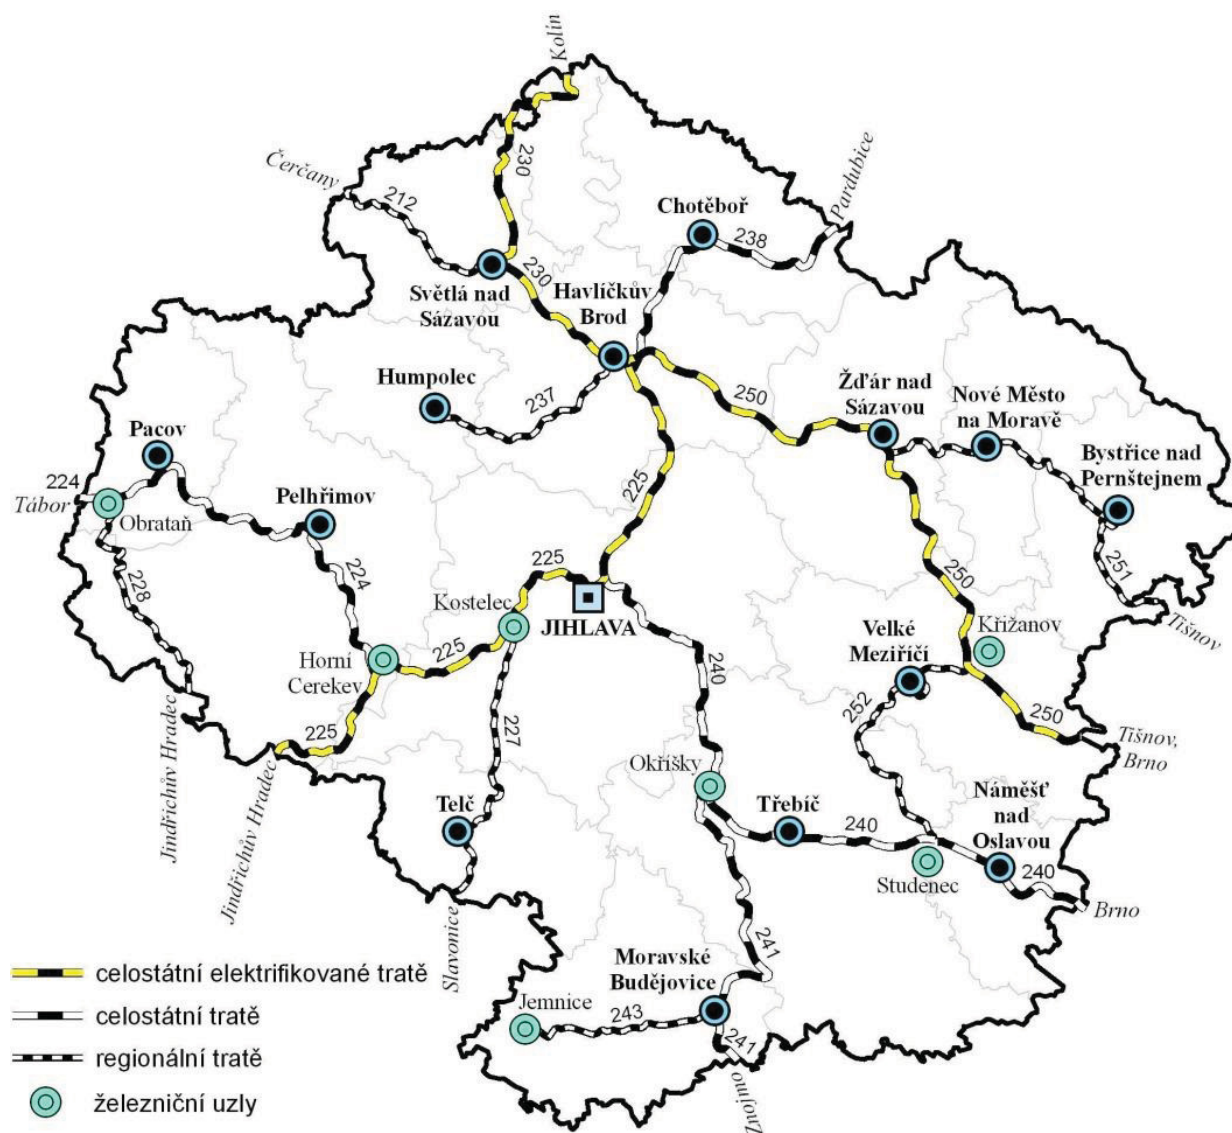 Kolín
230
Čerčany
212
Pardubice
Chotěboř
238
230
Světlá nad
Sázavou
Havlíčkův
Brod
Humpolec
237
250
Žďár nad
Sázavou
Nové Město
na Moravě
Bystřice nad
Pernštejnem
Pacov
224
Tábor
Obrataň
Pelhřimov
225
228
224
225
Kostelec
JIHLAVA
250
251
Tišnov
Křižanov
Velké
Meziříčí
Horní
Cerekev
225
240
252
227
225
250
Tišnov,
Brno
Jindřichův Hradec
Jindřichův Hradec
Okříšky
Telč
Třebíč
240
Náměšť
nad
Oslavou
Studenec
240
Brno
Slavonice
241
Moravské
Budějovice
Jemnice
243
241
Znojmo
celostátní elektrifikované tratě
celostátní tratě
regionální tratě
železniční uzly